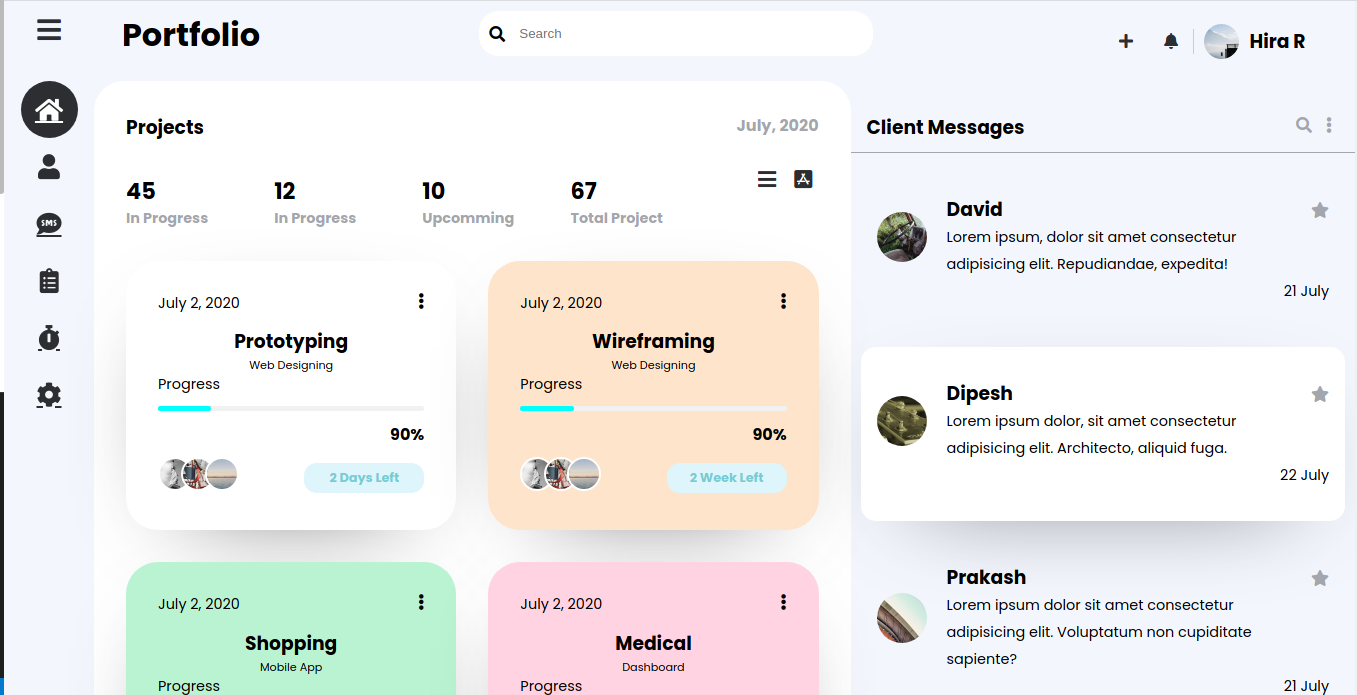 Portfolio
Search
Hira R
SMS
Projects
July, 2020
45
In Progress
12
In Progress
10
Upcomming
67
Total Project
July 2, 2020
Prototyping
Web Designing
Progress
90%
2 Days Left
July 2, 2020
Wireframing
Web Designing
Progress
90%
2 Week Left
July 2, 2020
Shopping
Mobile App
Progress
July 2, 2020
Medical
Dashboard
Progress
Client Messages
David
Lorem ipsum, dolor sit amet consectetur
adipisicing elit. Repudiandae, expedita!
21 July
Dipesh
Lorem ipsum dolor, sit amet consectetur
adipisicing elit. Architecto, aliquid fuga.
22 July
Prakash
Lorem ipsum dolor sit amet consectetur
adipisicing elit. Voluptatum non cupiditate
sapiente?
21 July